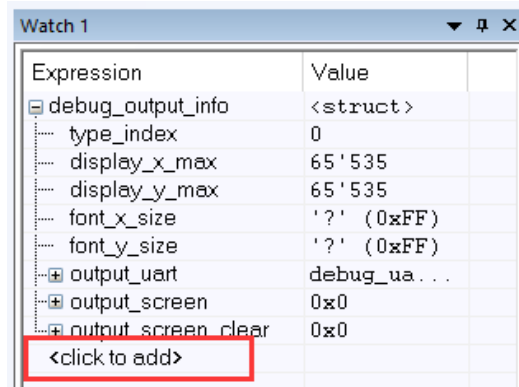 Watch 1
Expression Value
debug_output_info <struct>
type_index 0
display_x_max 65'535
display_y_max 65'535
font_x_size '?' (0xFF)
font_y_size '?' (0xFF)
output_uart debug_ua...
output_screen 0x0
output_screen_clear 0x0
<click to add>